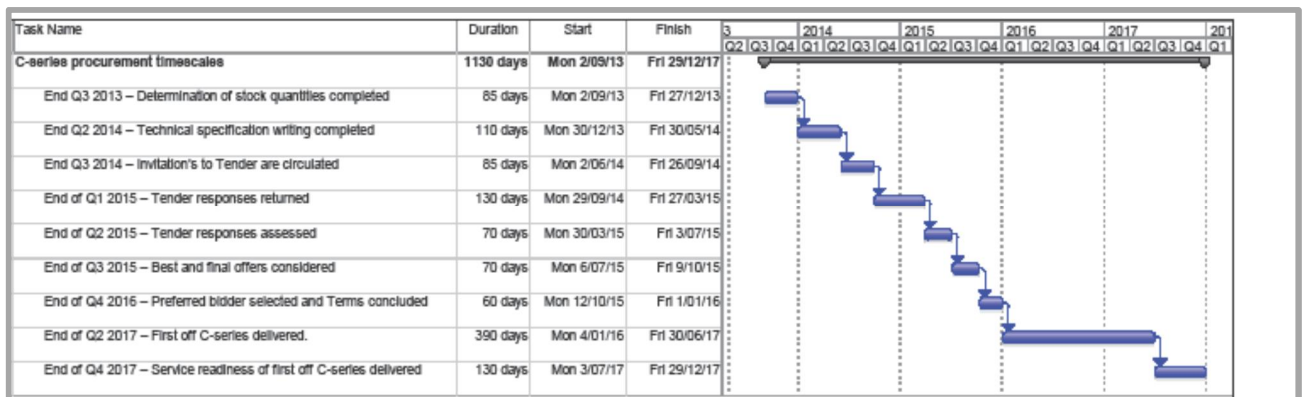 Task Name Duration Start Finish 3 2014 2015 2016 2017 201
Q2 Q3 Q4 Q1 Q2 Q3 Q4 Q1 Q2 Q3 Q4 Q1 Q2 Q3 Q4 Q1 Q2 Q3 Q4 Q1
C-series procurement timescales 1130 days Mon 2/09/13 Fri 29/12/17
End Q3 2013 – Determination of stock quantities completed 85 days Mon 2/09/13 Fri 27/12/13
End Q2 2014 – Technical specification writing completed 110 days Mon 30/12/13 Fri 30/05/14
End Q3 2014 – Invitation's to Tender are circulated 85 days Mon 2/06/14 Fri 26/09/14
End of Q1 2015 – Tender responses returned 130 days Mon 29/09/14 Fri 27/03/15
End of Q2 2015 – Tender responses assessed 70 days Mon 30/03/15 Fri 3/07/15
End of Q3 2015 – Best and final offers considered 70 days Mon 6/07/15 Fri 9/10/15
End of Q4 2016 – Preferred bidder selected and Terms concluded 60 days Mon 12/10/15 Fri 1/01/16
End of Q2 2017 – First off C-series delivered. 390 days Mon 4/01/16 Fri 30/06/17
End of Q4 2017 – Service readiness of first off C-series delivered 130 days Mon 3/07/17 Fri 29/12/17